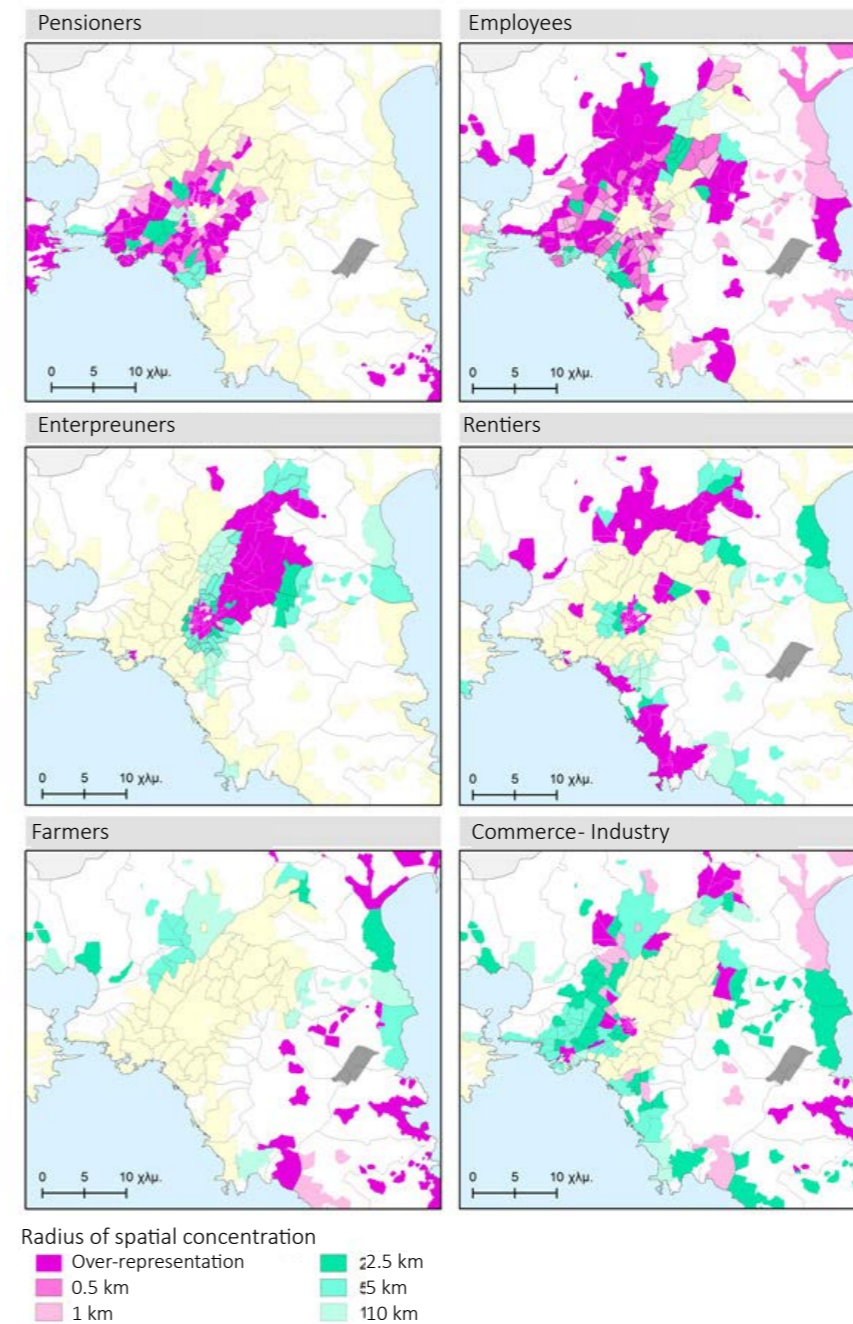 Pensioners
Employees
0 5 10 χλμ.
0 5 10 χλμ.
Enterpreuners
Rentiers
0 5 10 χλμ.
0 5 10 χλμ.
Farmers
Commerce- Industry
0 5 10 χλμ.
0 5 10 χλμ.
Radius of spatial concentration
Over-representation
2.5 km
0.5 km
5 km
1 km
10 km